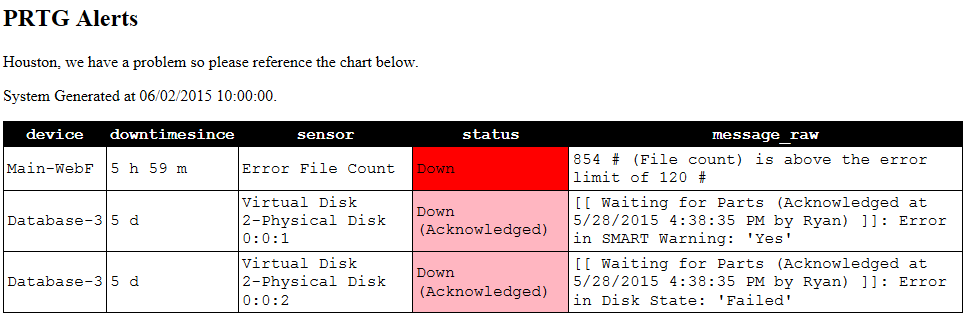 PRTG Alerts
Houston, we have a problem so please reference the chart below.
System Generated at 06/02/2015 10:00:00.
device downtimesince sensor status message_raw
Main-WebF 5 h 59 m Error File Count Down 854 # (File count) is above the error
limit of 120 #
Database-3 5 d Virtual Disk
2-Physical Disk
0:0:1 Down
(Acknowledged) [[ Waiting for Parts (Acknowledged at
5/28/2015 4:38:35 PM by Ryan) ]]: Error
in SMART Warning: 'Yes'
Database-3 5 d Virtual Disk
2-Physical Disk
0:0:2 Down
(Acknowledged) [[ Waiting for Parts (Acknowledged at
5/28/2015 4:38:35 PM by Ryan) ]]: Error
in Disk State: 'Failed'